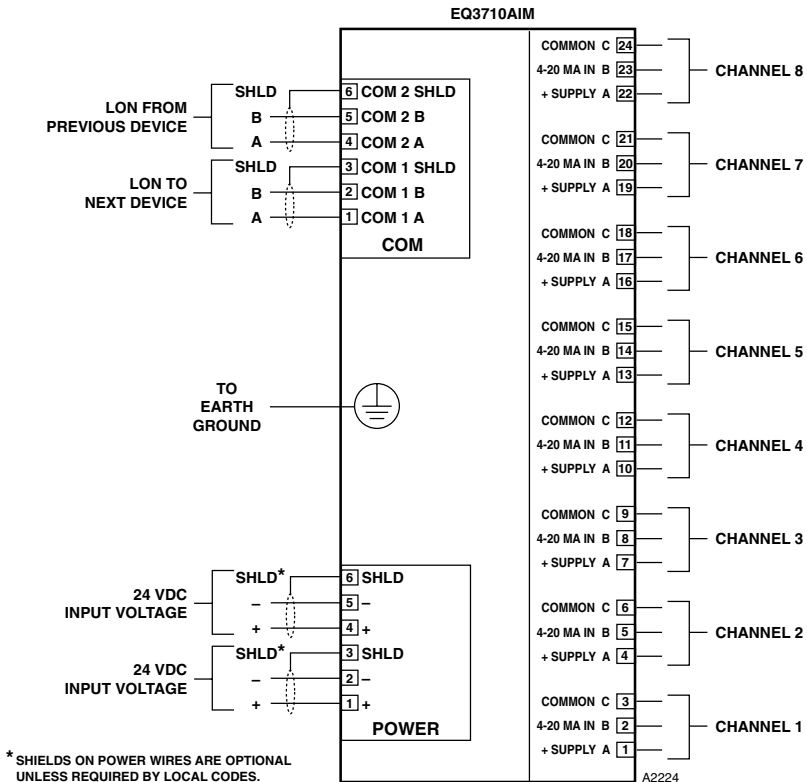 EQ3710AIM
LON FROM
PREVIOUS DEVICE
SHLD
B
A
6 COM 2 SHLD
5 COM 2 B
4 COM 2 A
LON TO
NEXT DEVICE
SHLD
B
A
3 COM 1 SHLD
2 COM 1 B
1 COM 1 A
COM
TO
EARTH
GROUND
24 VDC
INPUT VOLTAGE
SHLD*
–
+
6 SHLD
5 –
4 +
24 VDC
INPUT VOLTAGE
SHLD*
–
+
3 SHLD
2 –
1 +
POWER
COMMON C 24
4-20 MA IN B 23
+ SUPPLY A 22
CHANNEL 8
COMMON C 21
4-20 MA IN B 20
+ SUPPLY A 19
CHANNEL 7
COMMON C 18
4-20 MA IN B 17
+ SUPPLY A 16
CHANNEL 6
COMMON C 15
4-20 MA IN B 14
+ SUPPLY A 13
CHANNEL 5
COMMON C 12
4-20 MA IN B 11
+ SUPPLY A 10
CHANNEL 4
COMMON C 9
4-20 MA IN B 8
+ SUPPLY A 7
CHANNEL 3
COMMON C 6
4-20 MA IN B 5
+ SUPPLY A 4
CHANNEL 2
COMMON C 3
4-20 MA IN B 2
+ SUPPLY A 1
CHANNEL 1
* SHIELDS ON POWER WIRES ARE OPTIONAL
UNLESS REQUIRED BY LOCAL CODES.
A2224